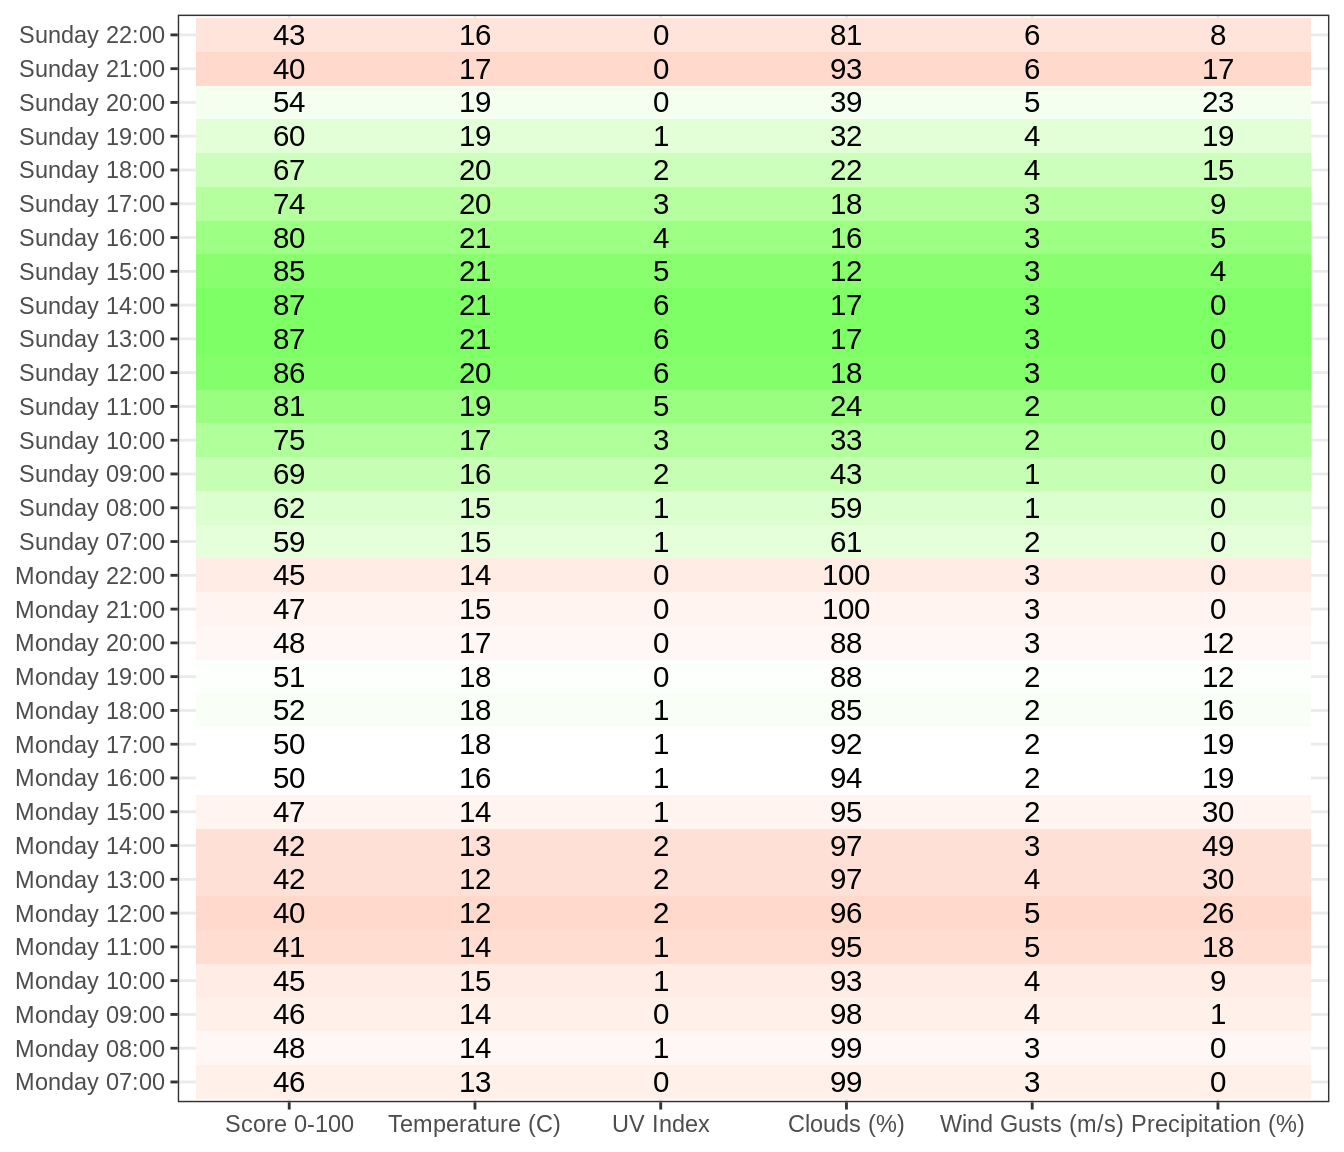 Sunday 22:00 43 16 0 81 6 8
Sunday 21:00 40 17 0 93 6 17
Sunday 20:00 54 19 0 39 5 23
Sunday 19:00 60 19 1 32 4 19
Sunday 18:00 67 20 2 22 4 15
Sunday 17:00 74 20 3 18 3 9
Sunday 16:00 80 21 4 16 3 5
Sunday 15:00 85 21 5 12 3 4
Sunday 14:00 87 21 6 17 3 0
Sunday 13:00 87 21 6 17 3 0
Sunday 12:00 86 20 6 18 3 0
Sunday 11:00 81 19 5 24 2 0
Sunday 10:00 75 17 3 33 2 0
Sunday 09:00 69 16 2 43 1 0
Sunday 08:00 62 15 1 59 1 0
Sunday 07:00 59 15 1 61 2 0
Monday 22:00 45 14 0 100 3 0
Monday 21:00 47 15 0 100 3 0
Monday 20:00 48 17 0 88 3 12
Monday 19:00 51 18 0 88 2 12
Monday 18:00 52 18 1 85 2 16
Monday 17:00 50 18 1 92 2 19
Monday 16:00 50 16 1 94 2 19
Monday 15:00 47 14 1 95 2 30
Monday 14:00 42 13 2 97 3 49
Monday 13:00 42 12 2 97 4 30
Monday 12:00 40 12 2 96 5 26
Monday 11:00 41 14 1 95 5 18
Monday 10:00 45 15 1 93 4 9
Monday 09:00 46 14 0 98 4 1
Monday 08:00 48 14 1 99 3 0
Monday 07:00 46 13 0 99 3 0
Score 0-100 Temperature (C) UV Index Clouds (%) Wind Gusts (m/s) Precipitation (%)